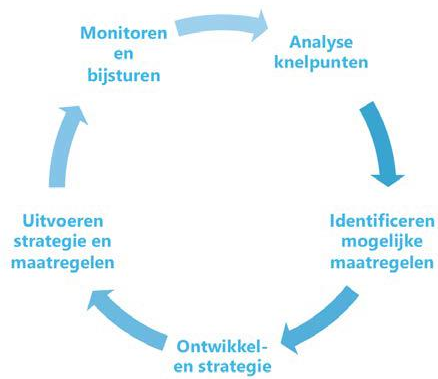 Monitoren
en
bijsturen
Analyse
knelpunten
Identificeren
mogelijke
maatregelen
Ontwikkel-
en strategie
Uitvoeren
strategie en
maatregelen